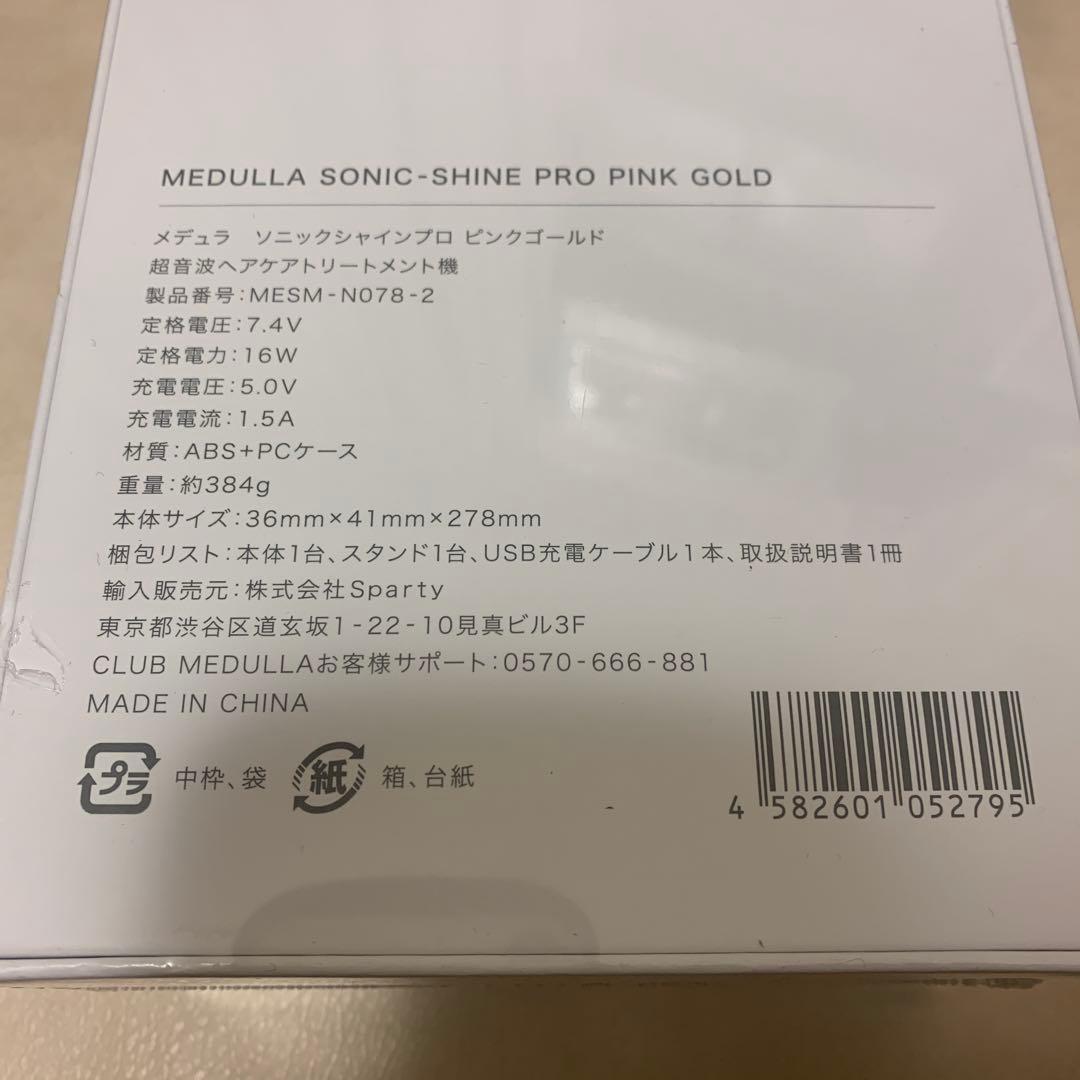 MEDULLA SONIC-SHINE PRO PINK GOLD
メデュラ　ソニックシャインプロ ピンクゴールド
超音波ヘアケアトリートメント機
製品番号:MESM-N078-2
定格電圧:7.4V
定格電力:16W
充電電圧:5.0V
充電電流:1.5A
材質:ABS+PCケース
重量:約384g
本体サイズ:36mm×41mm×278mm
梱包リスト:本体1台、スタンド1台、USB充電ケーブル1本、取扱説明書1冊
輸入販売元:株式会社Sparty
東京都渋谷区道玄坂1-22-10見真ビル3F
CLUB MEDULLAお客様サポート:0570-666-881
MADE IN CHINA
プラ 中枠、袋 紙 箱、台紙
4 582601 052795